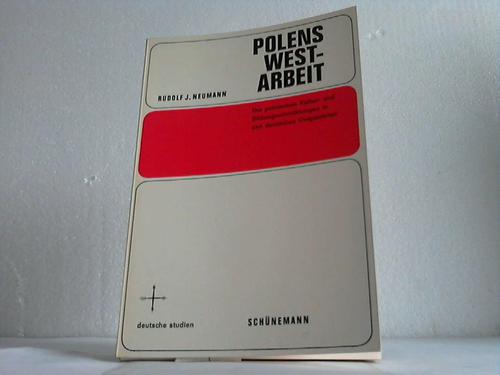 POLENS
WEST-
ARBEIT
RUDOLF J. NEUMANN
Die polnischen Kultur- und
Bildungseinrichtungen in
den deutschen Ostgebieten
deutsche studien
SCHÜNEMANN